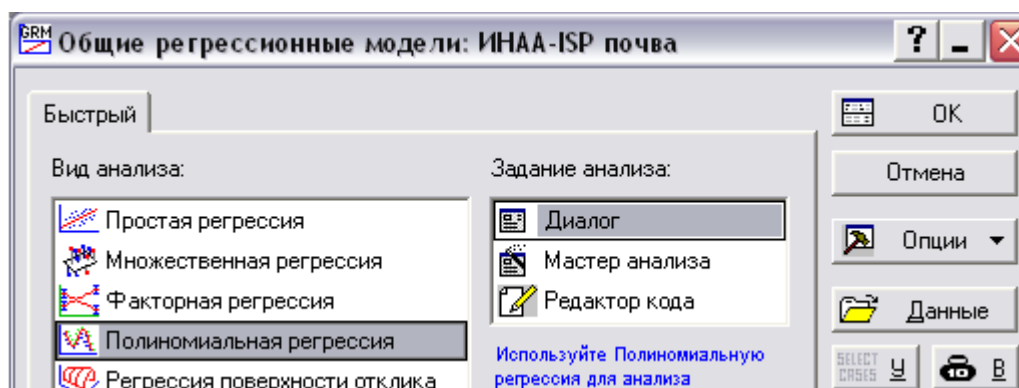 GRM Общие регрессионные модели: ИНАА-ISP почва
Быстрый
Вид анализа:
Простая регрессия
Множественная регрессия
Факторная регрессия
Полиномиальная регрессия
Регрессия поверхности отклика
Задание анализа:
Диалог
Мастер анализа
Редактор кода
Используйте Полиномиальную
регрессия для анализа
OK
Отмена
Опции
Данные
SELECT
CASES
У
В